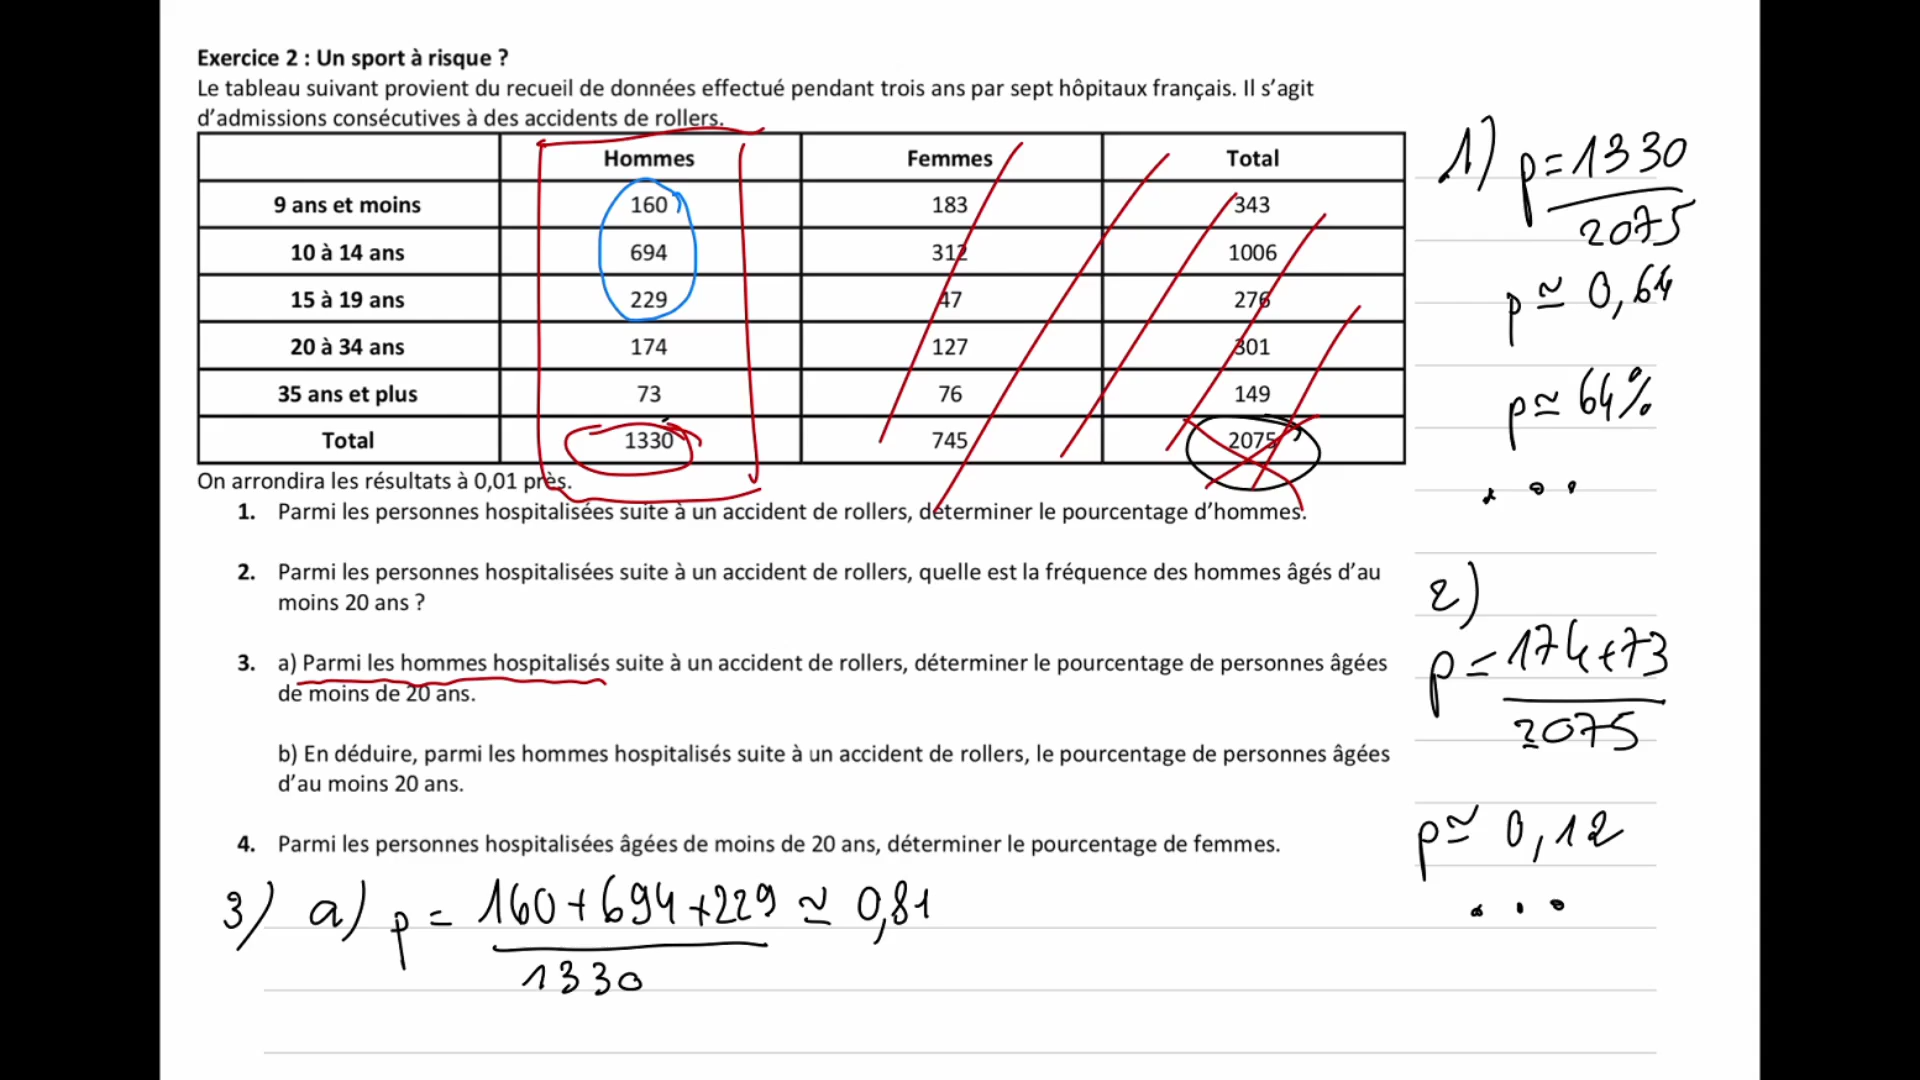 Exercice 2 : Un sport à risque ?
Le tableau suivant provient du recueil de données effectué pendant trois ans par sept hôpitaux français. Il s’agit
d’admissions consécutives à des accidents de rollers.
Hommes Femmes Total
9 ans et moins 160 183 343
10 à 14 ans 694 312 1006
15 à 19 ans 229 47 276
20 à 34 ans 174 127 301
35 ans et plus 73 76 149
Total 1330 745 2075
On arrondira les résultats à 0,01 près.
1. Parmi les personnes hospitalisées suite à un accident de rollers, déterminer le pourcentage d’hommes.
2. Parmi les personnes hospitalisées suite à un accident de rollers, quelle est la fréquence des hommes âgés d’au
moins 20 ans ?
3. a) Parmi les hommes hospitalisés suite à un accident de rollers, déterminer le pourcentage de personnes âgées
de moins de 20 ans.
b) En déduire, parmi les hommes hospitalisés suite à un accident de rollers, le pourcentage de personnes âgées
d’au moins 20 ans.
4. Parmi les personnes hospitalisées âgées de moins de 20 ans, déterminer le pourcentage de femmes.
1) p = 1330
2075
p ≃ 0,64
p ≃ 64%
...
2)
p = 174+73
2075
p ≃ 0,12
...
3) a) p = 160+694+229 ≃ 0,81
1330